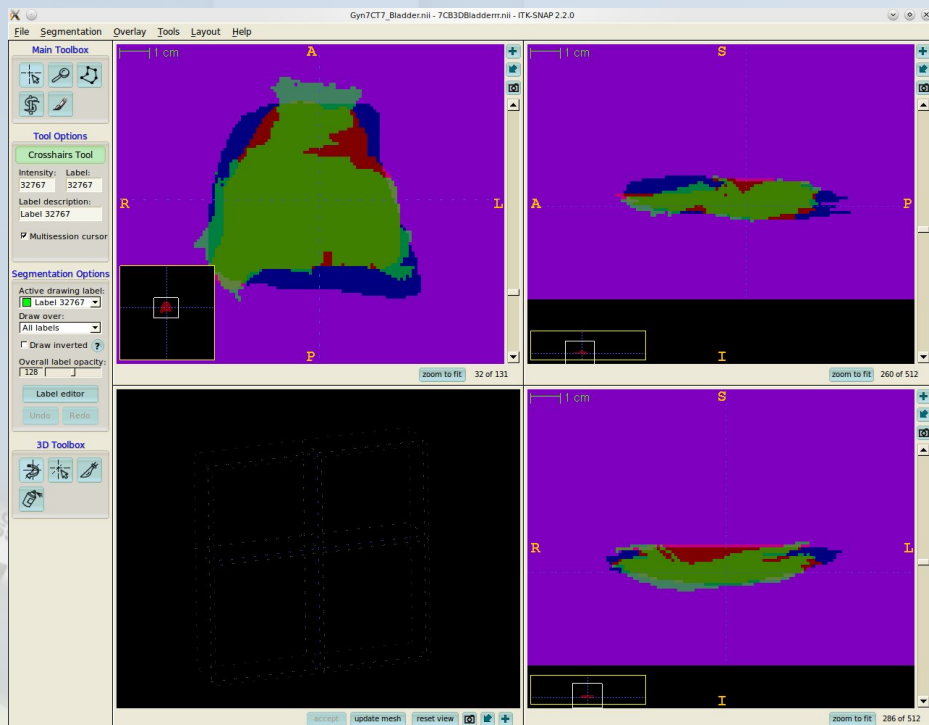 Gyn7CT7_Bladder.nii - 7CB3DBladderrr.nii - ITK-SNAP 2.2.0
File Segmentation Overlay Tools Layout Help
Main Toolbox
Tool Options
Crosshairs Tool
Intensity: Label:
32767 32767
Label description:
Label 32767
Multisession cursor
Segmentation Options
Active drawing label:
Label 32767
Draw over:
All labels
Draw inverted ?
Overall label opacity:
128
Label editor
Undo Redo
3D Toolbox
1 cm
A
R
L
P
zoom to fit 32 of 131
1 cm
S
A
P
I
zoom to fit 260 of 512
accept update mesh reset view
1 cm
S
R
L
I
zoom to fit 286 of 512